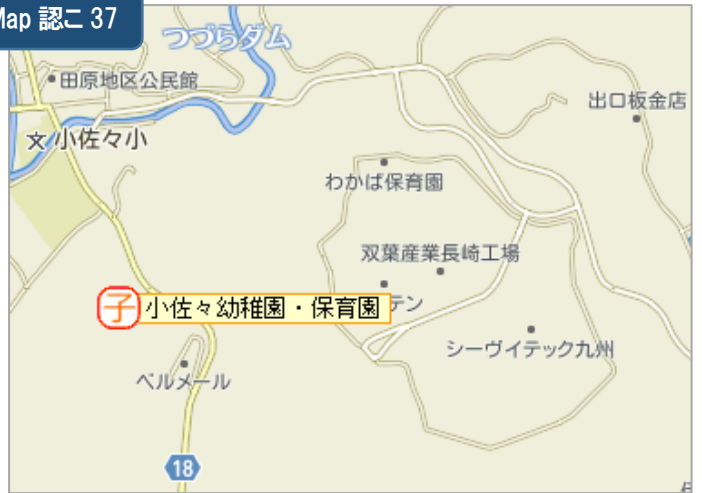 Map 認こ 37
つづらダム
田原地区公民館
出口板金店
文 小佐々小
わかば保育園
双葉産業長崎工場
子 小佐々幼稚園・保育園
テン
シーヴイテック九州
ベルメール
18